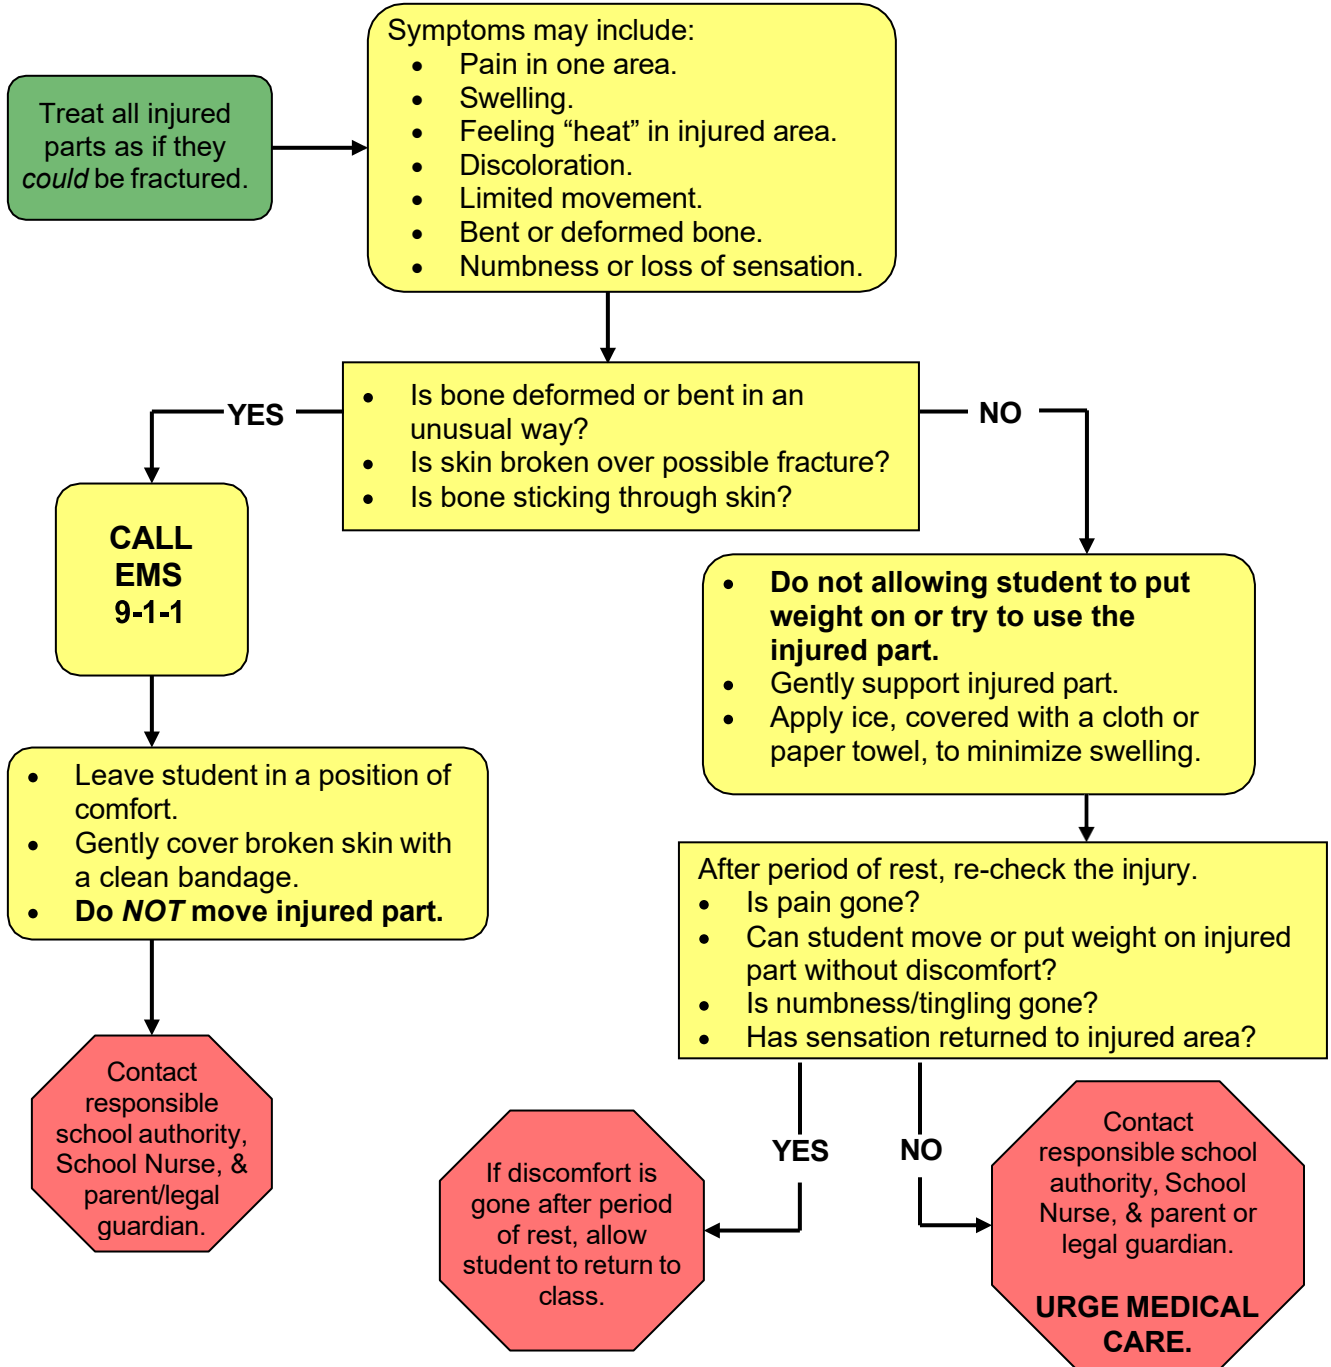 Treat all injured
parts as if they
could be fractured.
Symptoms may include:
• Pain in one area.
• Swelling.
• Feeling “heat” in injured area.
• Discoloration.
• Limited movement.
• Bent or deformed bone.
• Numbness or loss of sensation.
• Is bone deformed or bent in an
unusual way?
• Is skin broken over possible fracture?
• Is bone sticking through skin?
YES
NO
CALL
EMS
9-1-1
• Do not allowing student to put
weight on or try to use the
injured part.
• Gently support injured part.
• Apply ice, covered with a cloth or
paper towel, to minimize swelling.
• Leave student in a position of
comfort.
• Gently cover broken skin with
a clean bandage.
• Do NOT move injured part.
After period of rest, re-check the injury.
• Is pain gone?
• Can student move or put weight on injured
part without discomfort?
• Is numbness/tingling gone?
• Has sensation returned to injured area?
Contact
responsible
school authority,
School Nurse, &
parent/legal
guardian.
YES
NO
If discomfort is
gone after period
of rest, allow
student to return to
class.
Contact
responsible school
authority, School
Nurse, & parent or
legal guardian.
URGE MEDICAL
CARE.